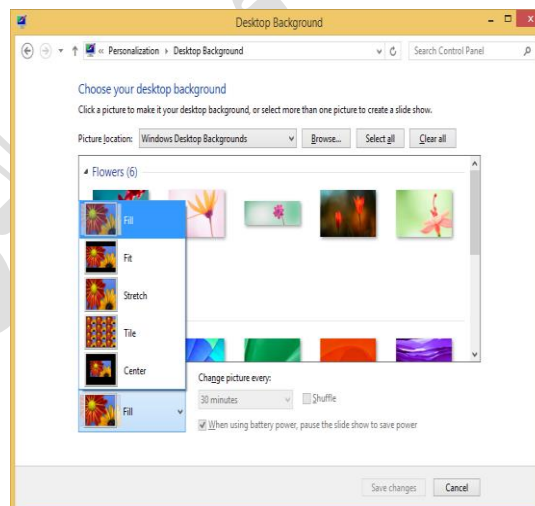 Desktop Background
« Personalization › Desktop Background
Search Control Panel
Choose your desktop background
Click a picture to make it your desktop background, or select more than one picture to create a slide show.
Picture location: Windows Desktop Backgrounds Browse... Select all Clear all
Flowers (6)
Fill
Fit
Stretch
Tile
Center
Fill
Change picture every:
30 minutes Shuffle
When using battery power, pause the slide show to save power
Save changes Cancel